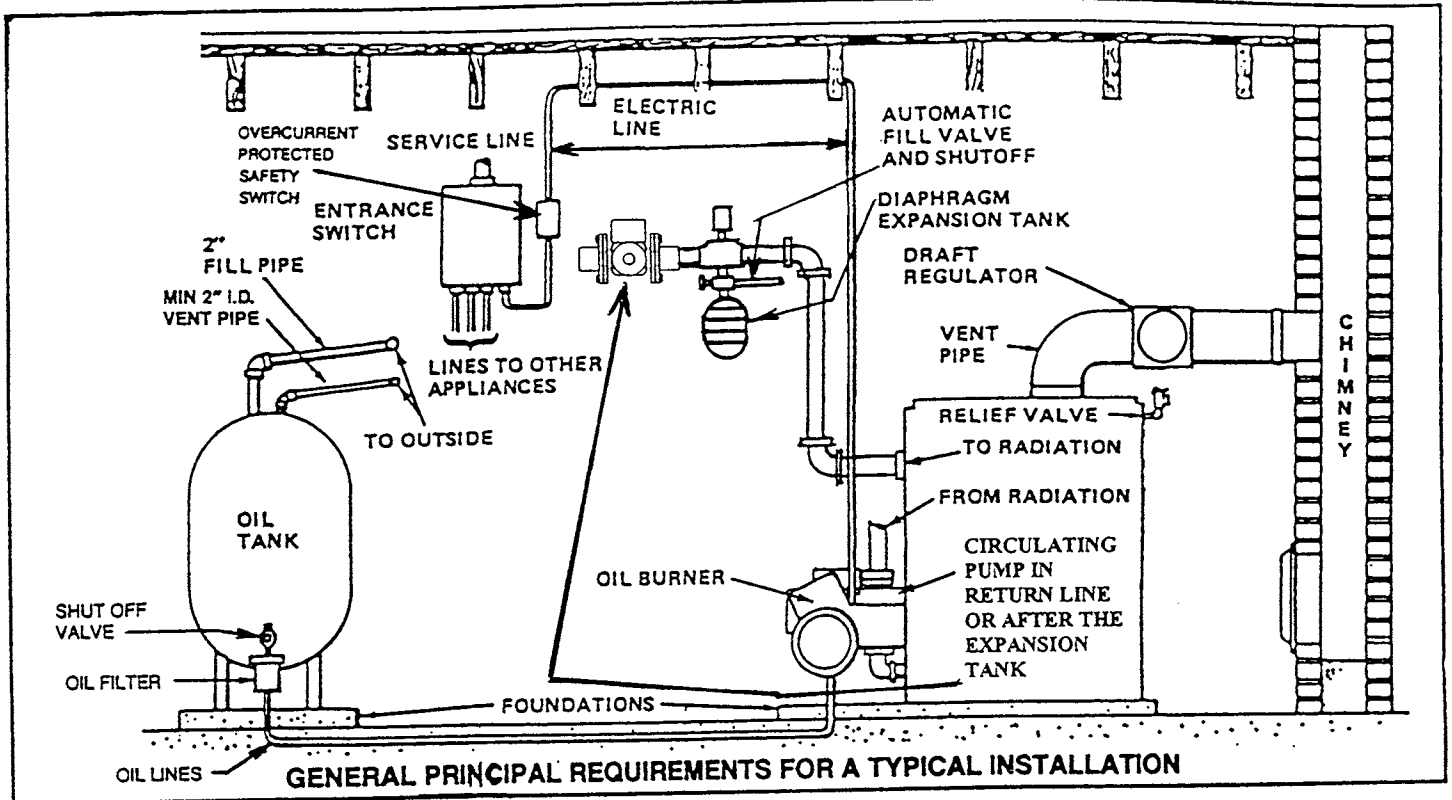 ELECTRIC
LINE
AUTOMATIC
FILL VALVE
AND SHUTOFF
OVERCURRENT
PROTECTED
SAFETY
SWITCH
SERVICE LINE
ENTRANCE
SWITCH
DIAPHRAGM
EXPANSION TANK
2"
FILL PIPE
MIN 2" I.D.
VENT PIPE
DRAFT
REGULATOR
VENT
PIPE
CHIMNEY
LINES TO OTHER
APPLIANCES
TO OUTSIDE
RELIEF VALVE
TO RADIATION
FROM RADIATION
OIL
TANK
CIRCULATING
PUMP IN
RETURN LINE
OR AFTER THE
EXPANSION
TANK
OIL BURNER
SHUT OFF
VALVE
OIL FILTER
FOUNDATIONS
OIL LINES
GENERAL PRINCIPAL REQUIREMENTS FOR A TYPICAL INSTALLATION